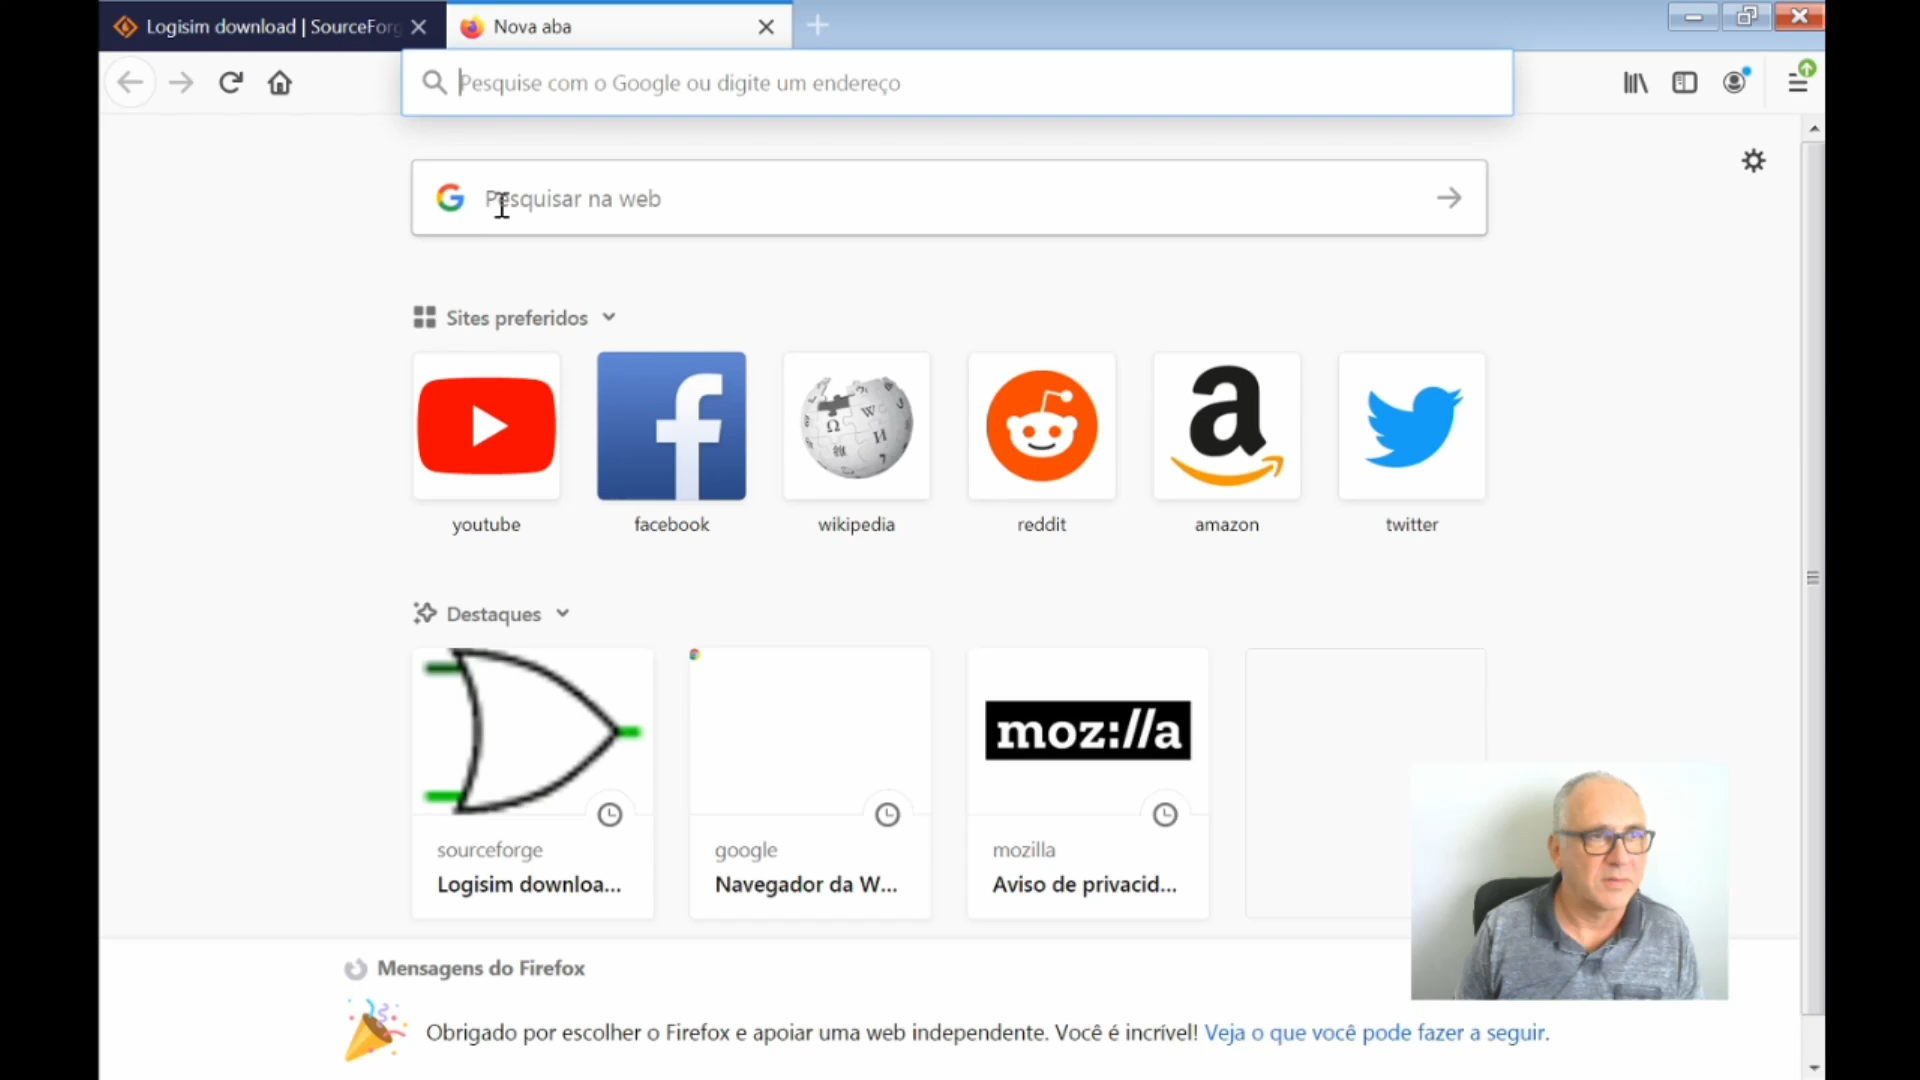 Logisim download | SourceForg
Nova aba
Pesquise com o Google ou digite um endereço
Pesquisar na web
Sites preferidos
youtube
facebook
wikipedia
reddit
amazon
twitter
Destaques
moz://a
sourceforge
Logisim downloa...
google
Navegador da W...
mozilla
Aviso de privacid...
Mensagens do Firefox
Obrigado por escolher o Firefox e apoiar uma web independente. Você é incrível! Veja o que você pode fazer a seguir.